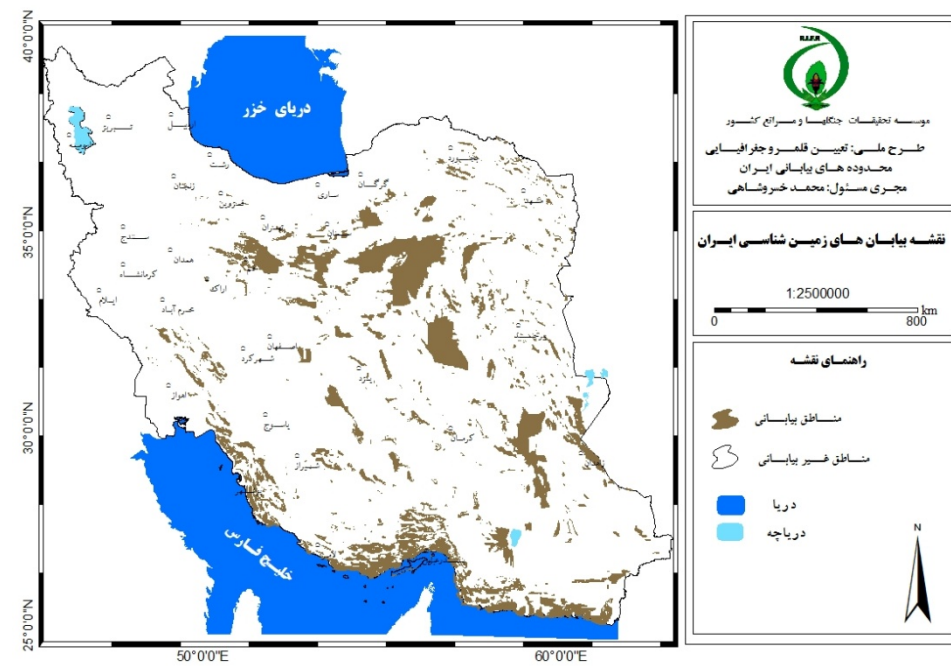 40°0'0"N
35°0'0"N
30°0'0"N
25°0'0"N
50°0'0"E
60°0'0"E
دریای خزر
تبریز
اردبیل
رشت
زنجان
قزوین
گرگان
ساری
بجنورد
مشهد
تهران
سمنان
سنندج
همدان
کرمانشاه
اراک
ایلام
خرم آباد
بیرجند
اصفهان
شهرکرد
یزد
اهواز
یاسوج
کرمان
شیراز
خلیج فارس
R.I.F.R
موسسه تحقیقات جنگلها و مراتع کشور
طرح ملی: تعیین قلمرو جغرافیایی
محدوده های بیابانی ایران
مجری مسئول: محمد خسروشاهی
نقشه بیابان های زمین شناسی ایران
1:2500000
km
0 800
راهنمای نقشه
مناطق بیابانی
مناطق غیر بیابانی
دریا
دریاچه
N